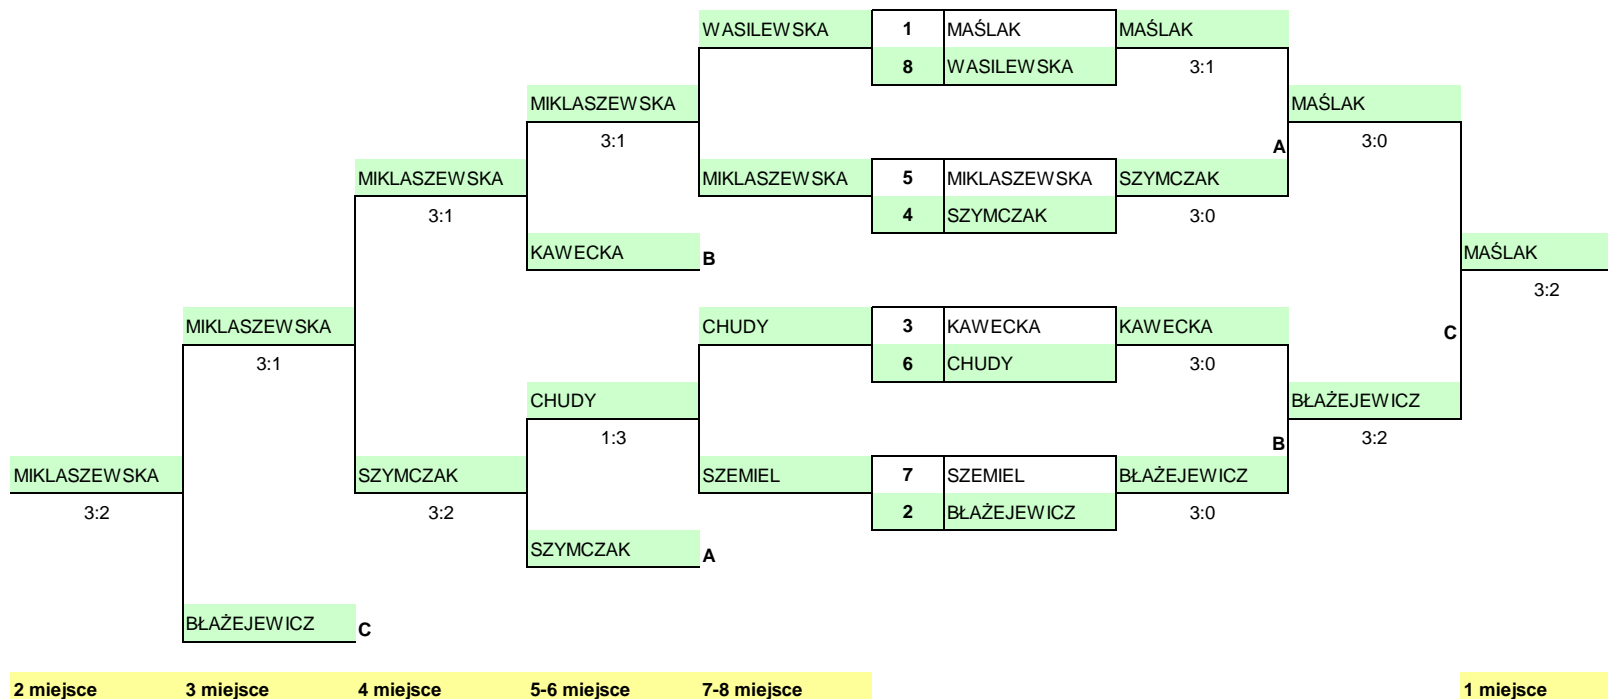 WASILEWSKA 1 MAŚLAK MAŚLAK
8 WASILEWSKA 3:1
MIKLASZEWSKA MAŚLAK
3:1 A 3:0
MIKLASZEWSKA MIKLASZEWSKA 5 MIKLASZEWSKA SZYMCZAK
3:1 4 SZYMCZAK 3:0
KAWECKA B MAŚLAK
3:2
MIKLASZEWSKA CHUDY 3 KAWECKA KAWECKA C
3:1 6 CHUDY 3:0
CHUDY BŁAŻEJEWICZ
1:3 B 3:2
MIKLASZEWSKA SZYMCZAK SZEMIEL 7 SZEMIEL BŁAŻEJEWICZ
3:2 3:2 2 BŁAŻEJEWICZ 3:0
SZYMCZAK A
BŁAŻEJEWICZ C
2 miejsce 3 miejsce 4 miejsce 5-6 miejsce 7-8 miejsce 1 miejsce